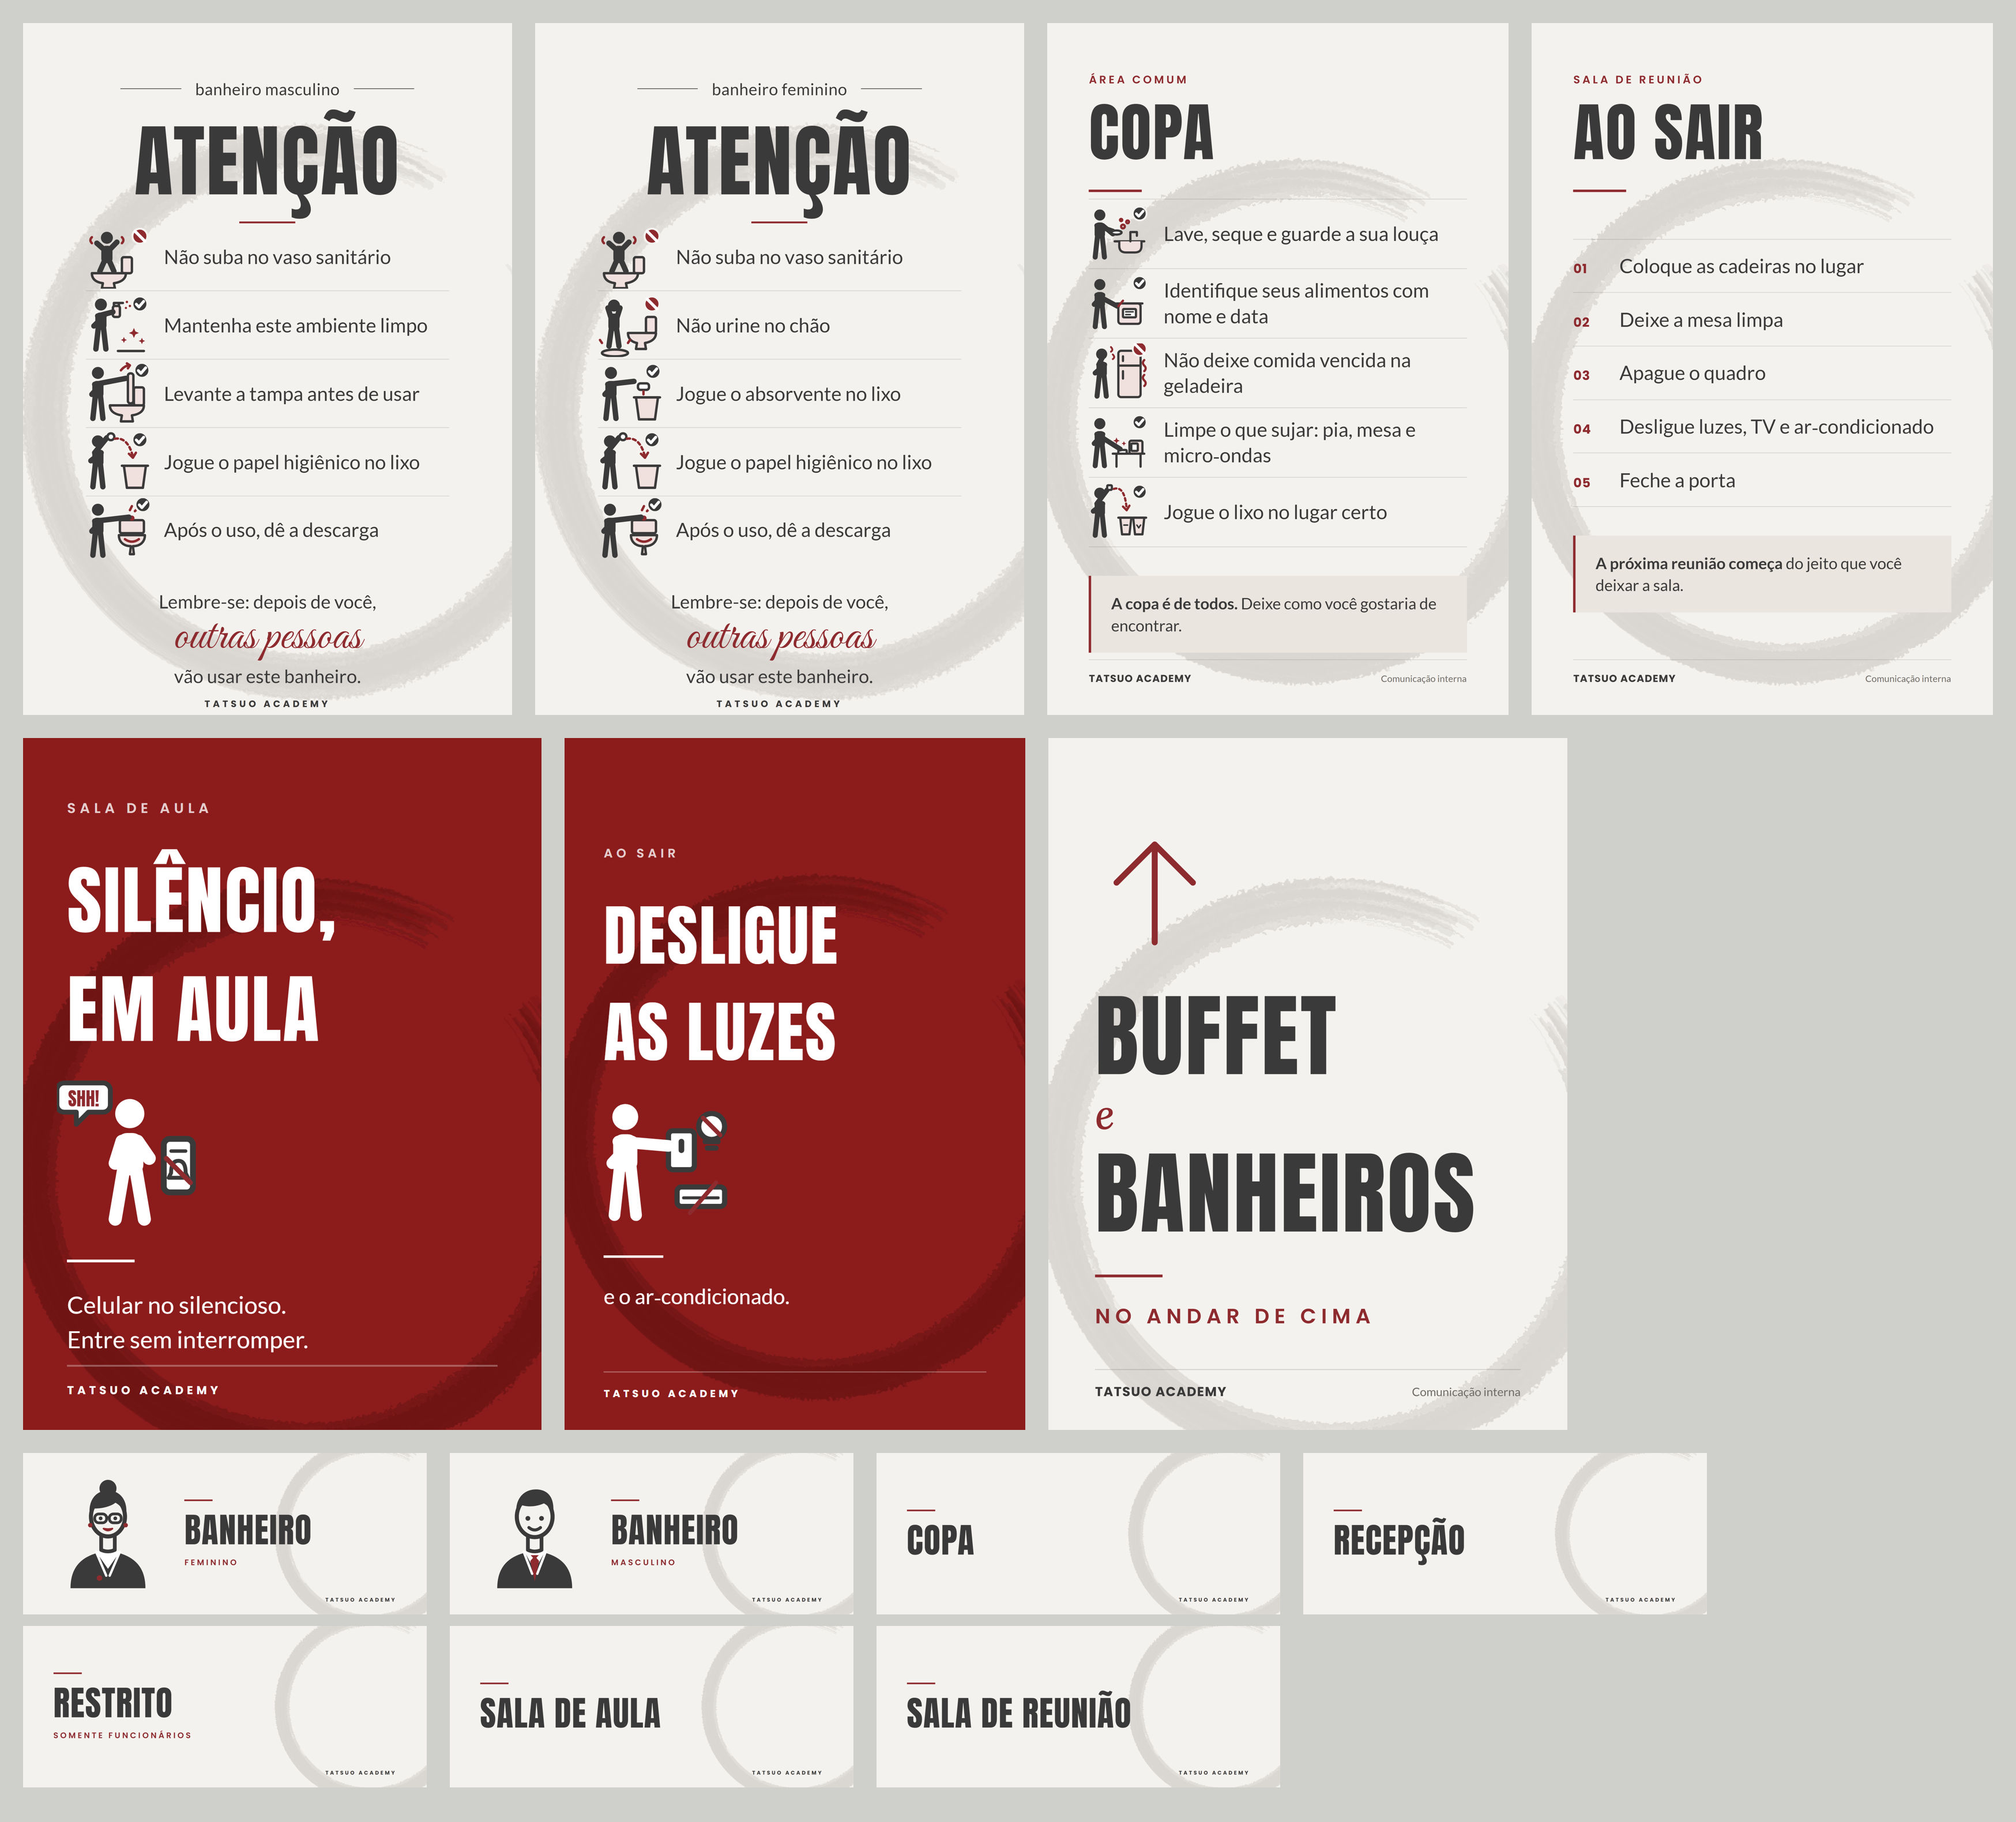 banheiro masculino
ATENÇÃO
Não suba no vaso sanitário
Mantenha este ambiente limpo
Levante a tampa antes de usar
Jogue o papel higiênico no lixo
Após o uso, dê a descarga
Lembre-se: depois de você,
outras pessoas
vão usar este banheiro.
TATSUO ACADEMY
banheiro feminino
ATENÇÃO
Não suba no vaso sanitário
Não urine no chão
Jogue o absorvente no lixo
Jogue o papel higiênico no lixo
Após o uso, dê a descarga
Lembre-se: depois de você,
outras pessoas
vão usar este banheiro.
TATSUO ACADEMY
ÁREA COMUM
COPA
Lave, seque e guarde a sua louça
Identifique seus alimentos com
nome e data
Não deixe comida vencida na
geladeira
Limpe o que sujar: pia, mesa e
micro-ondas
Jogue o lixo no lugar certo
A copa é de todos. Deixe como você gostaria de
encontrar.
TATSUO ACADEMY
Comunicação interna
SALA DE REUNIÃO
AO SAIR
01 Coloque as cadeiras no lugar
02 Deixe a mesa limpa
03 Apague o quadro
04 Desligue luzes, TV e ar-condicionado
05 Feche a porta
A próxima reunião começa do jeito que você
deixar a sala.
TATSUO ACADEMY
Comunicação interna
SALA DE AULA
SILÊNCIO,
EM AULA
SHH!
Celular no silencioso.
Entre sem interromper.
TATSUO ACADEMY
AO SAIR
DESLIGUE
AS LUZES
e o ar-condicionado.
TATSUO ACADEMY
BUFFET
e
BANHEIROS
NO ANDAR DE CIMA
TATSUO ACADEMY
Comunicação interna
BANHEIRO
FEMININO
TATSUO ACADEMY
BANHEIRO
MASCULINO
TATSUO ACADEMY
COPA
TATSUO ACADEMY
RECEPÇÃO
TATSUO ACADEMY
RESTRITO
SOMENTE FUNCIONÁRIOS
TATSUO ACADEMY
SALA DE AULA
TATSUO ACADEMY
SALA DE REUNIÃO
TATSUO ACADEMY